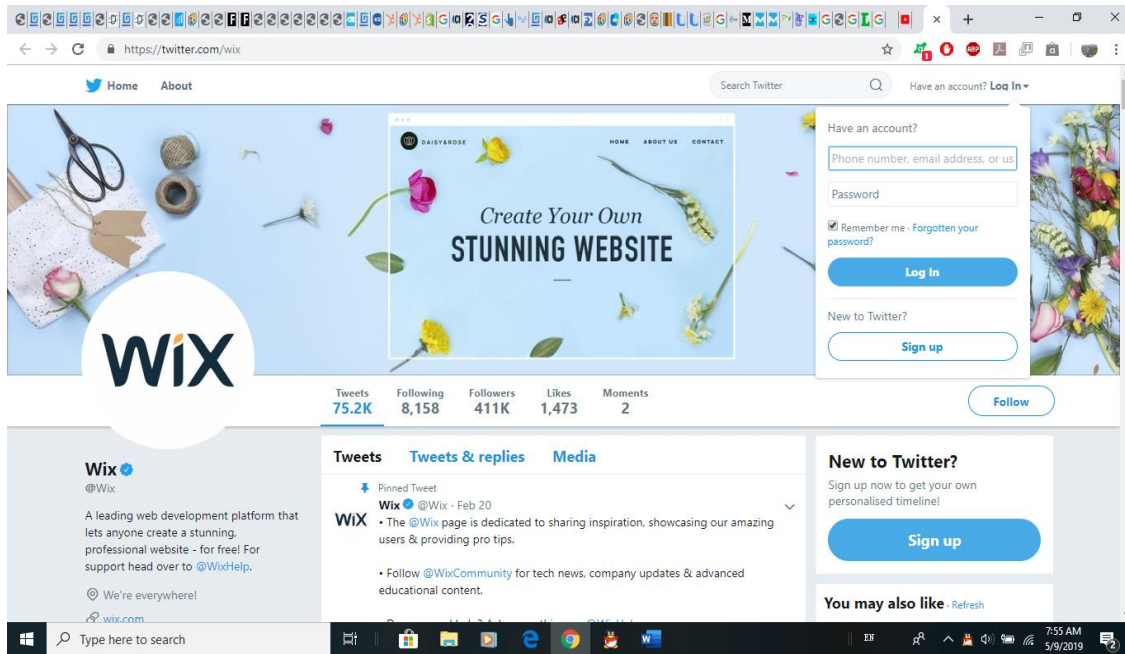 https://twitter.com/wix
ABP
1
Home About
Search Twitter
Have an account? Log In
Have an account?
Phone number, email address, or us
Password
Remember me · Forgotten your
password?
Log In
New to Twitter?
Sign up
DAISY&ROSE
HOME ABOUT US CONTACT
Create Your Own
STUNNING WEBSITE
WiX
Tweets Following Followers Likes Moments
75.2K 8,158 411K 1,473 2
Follow
Wix
@Wix
A leading web development platform that
lets anyone create a stunning,
professional website - for free! For
support head over to @WixHelp.
We're everywhere!
wix.com
Tweets Tweets & replies Media
Pinned Tweet
Wix @Wix · Feb 20
WiX
• The @Wix page is dedicated to sharing inspiration, showcasing our amazing
users & providing pro tips.
• Follow @WixCommunity for tech news, company updates & advanced
educational content.
New to Twitter?
Sign up now to get your own
personalised timeline!
Sign up
You may also like · Refresh
Type here to search
EN
7:55 AM
5/9/2019
2